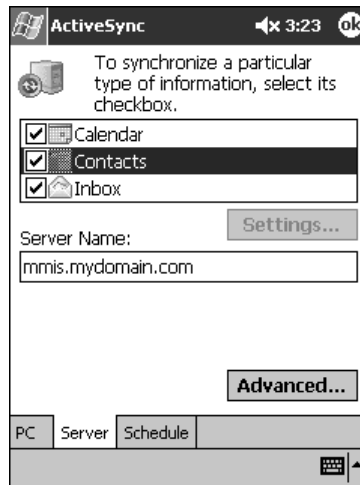 ActiveSync 3:23 ok
To synchronize a particular
type of information, select its
checkbox.
Calendar
Contacts
Inbox
Settings...
Server Name:
mmis.mydomain.com
Advanced...
PC Server Schedule